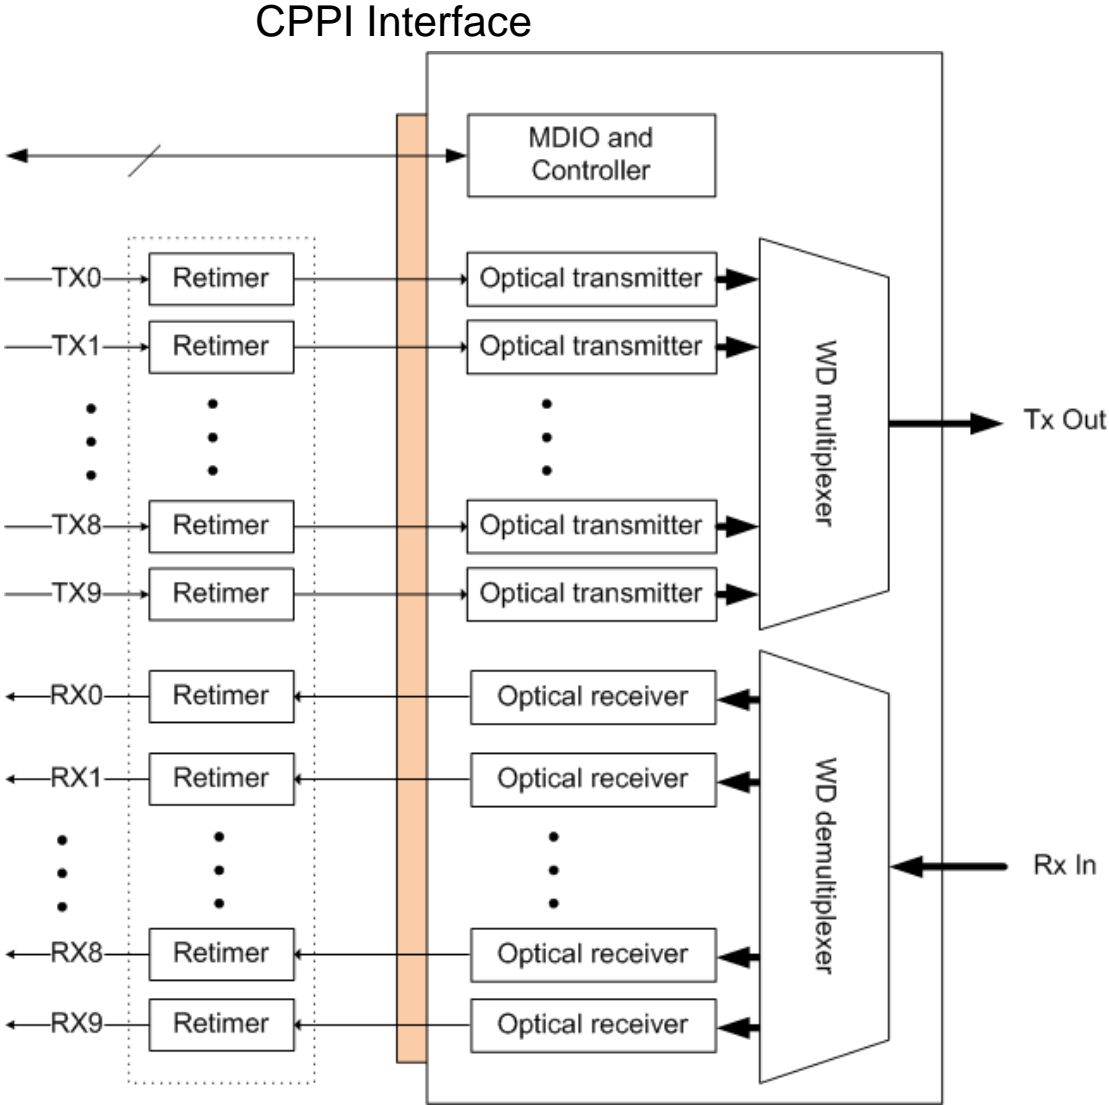 CPPI Interface
MDIO and
Controller
TX0 Retimer Optical transmitter
TX1 Retimer Optical transmitter
WD multiplexer
Tx Out
TX8 Retimer Optical transmitter
TX9 Retimer Optical transmitter
RX0 Retimer Optical receiver
RX1 Retimer Optical receiver
WD demultiplexer
Rx In
RX8 Retimer Optical receiver
RX9 Retimer Optical receiver